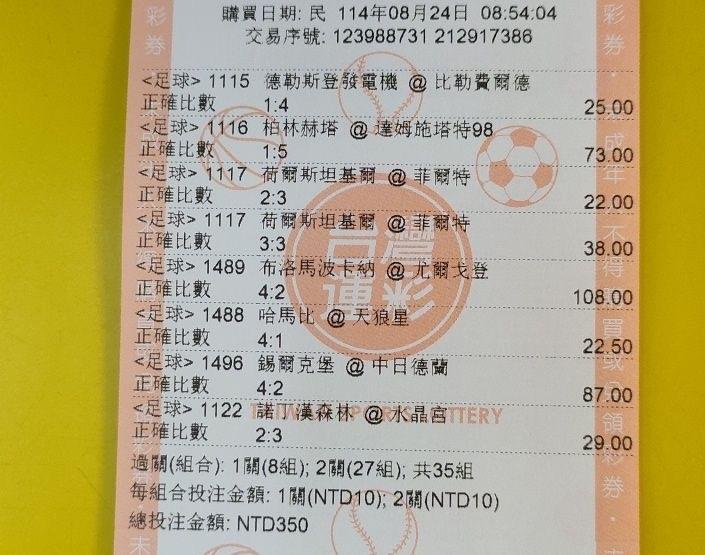 購買日期: 民 114年08月24日 08:54:04
交易序號: 123988731 212917386
<足球> 1115 德勒斯登發電機 @ 比勒費爾德
正確比數 1:4 25.00
<足球> 1116 柏林赫塔 @ 達姆施塔特98
正確比數 1:5 73.00
<足球> 1117 荷爾斯坦基爾 @ 菲爾特
正確比數 2:3 22.00
<足球> 1117 荷爾斯坦基爾 @ 菲爾特
正確比數 3:3 38.00
<足球> 1489 布洛馬波卡納 @ 尤爾戈登
正確比數 4:2 108.00
<足球> 1488 哈馬比 @ 天狼星
正確比數 4:1 22.50
<足球> 1496 錫爾克堡 @ 中日德蘭
正確比數 4:2 87.00
<足球> 1122 諾丁漢森林 @ 水晶宮
正確比數 2:3 29.00
過關(組合): 1關(8組); 2關(27組); 共35組
每組合投注金額: 1關(NTD10); 2關(NTD10)
總投注金額: NTD350